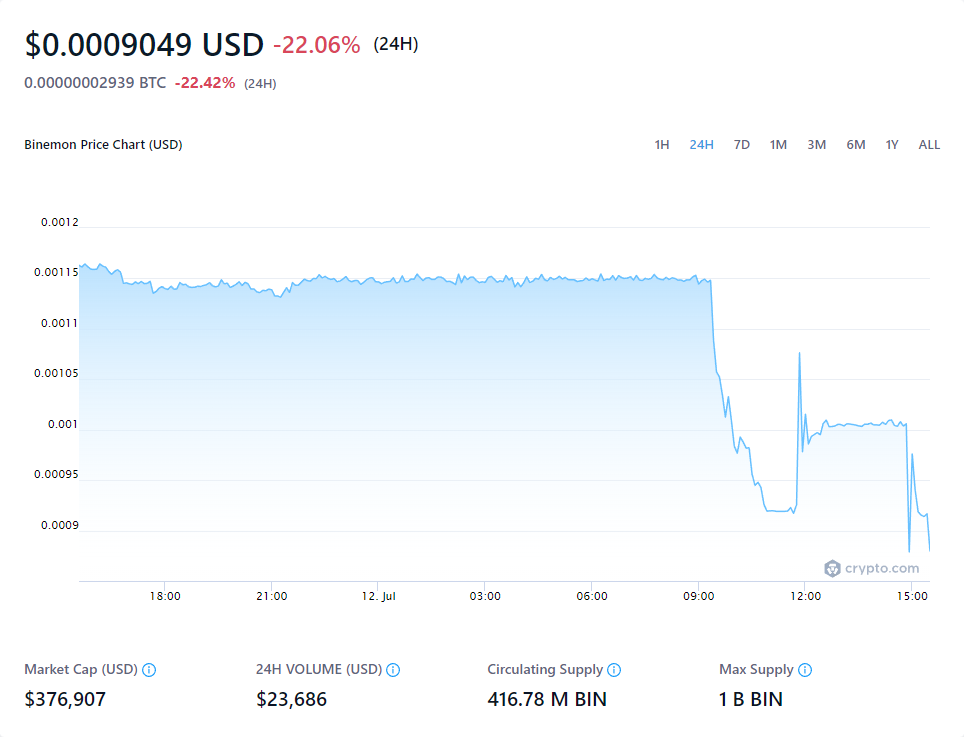 $0.0009049 USD -22.06% (24H)
0.00000002939 BTC -22.42% (24H)
Binemon Price Chart (USD) 1H 24H 7D 1M 3M 6M 1Y ALL
0.0012
0.00115
0.0011
0.00105
0.001
0.00095
0.0009
crypto.com
18:00 21:00 12. Jul 03:00 06:00 09:00 12:00 15:00
Market Cap (USD) 24H VOLUME (USD) Circulating Supply Max Supply
$376,907 $23,686 416.78 M BIN 1 B BIN